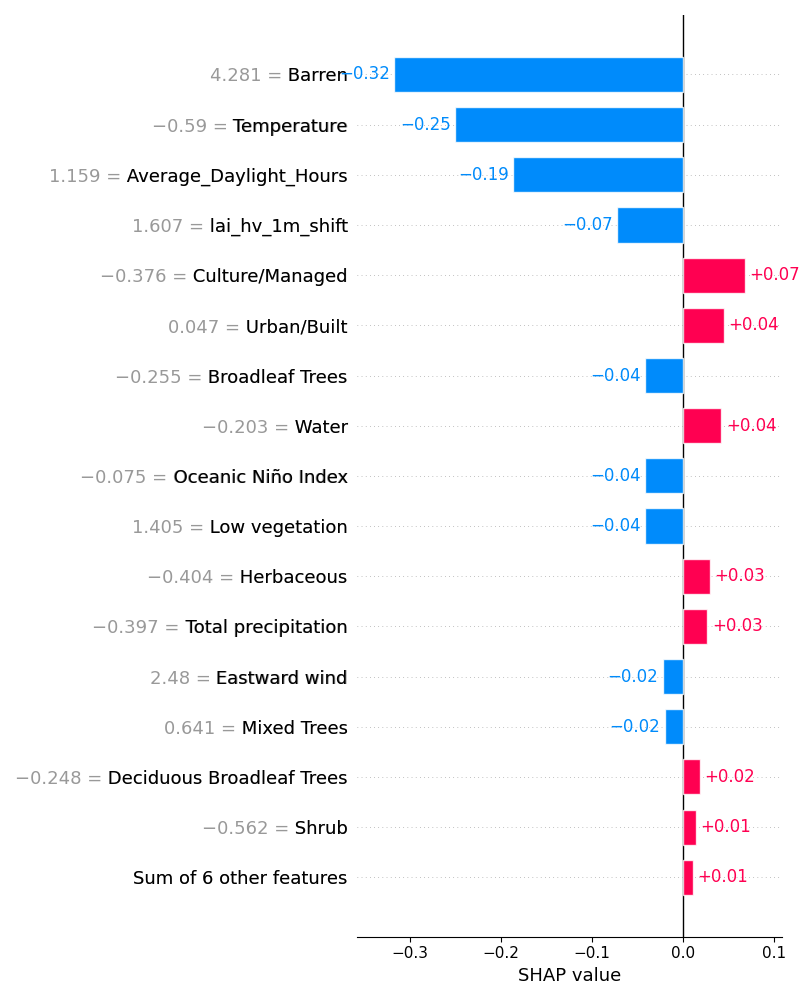 4.281 = Barren −0.32
−0.59 = Temperature −0.25
1.159 = Average_Daylight_Hours −0.19
1.607 = lai_hv_1m_shift −0.07
−0.376 = Culture/Managed +0.07
0.047 = Urban/Built +0.04
−0.255 = Broadleaf Trees −0.04
−0.203 = Water +0.04
−0.075 = Oceanic Niño Index −0.04
1.405 = Low vegetation −0.04
−0.404 = Herbaceous +0.03
−0.397 = Total precipitation +0.03
2.48 = Eastward wind −0.02
0.641 = Mixed Trees −0.02
−0.248 = Deciduous Broadleaf Trees +0.02
−0.562 = Shrub +0.01
Sum of 6 other features +0.01
−0.3 −0.2 −0.1 0.0 0.1
SHAP value